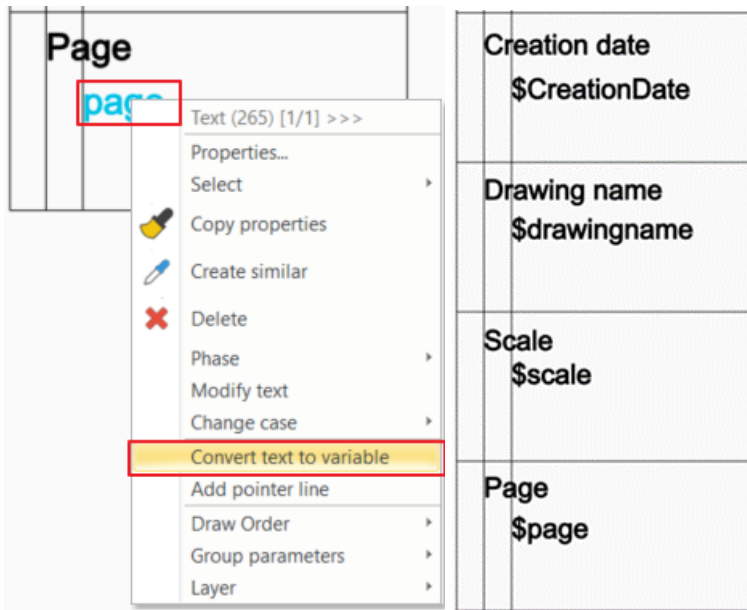 Page
page
Text (265) [1/1] >>>
Properties...
Select
Copy properties
Create similar
Delete
Phase
Modify text
Change case
Convert text to variable
Add pointer line
Draw Order
Group parameters
Layer
Creation date
$CreationDate
Drawing name
$drawingname
Scale
$scale
Page
$page